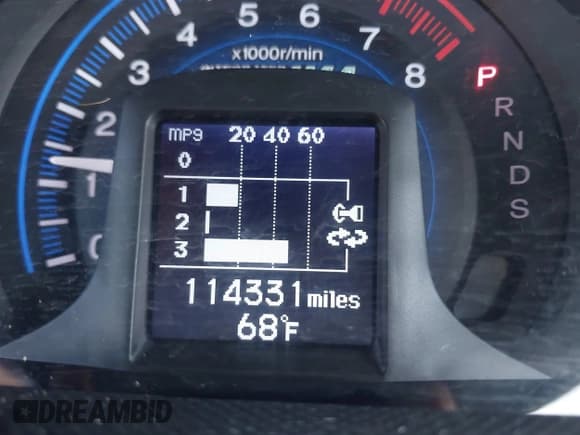 4 5 6 7
x1000r/min
3 8
2
1
0
P
R
N
D
S
MPG 20 40 60
0
1
2
3
114331 miles
68°F
DREAMBID